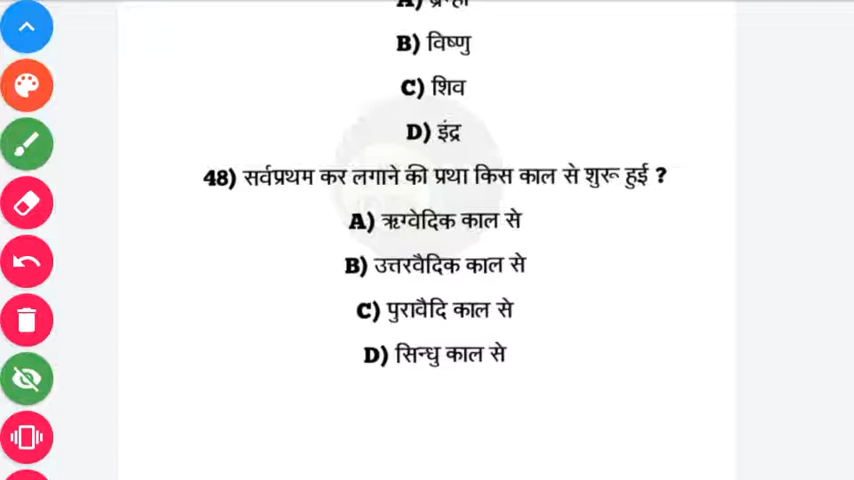 B) विष्णु
C) शिव
D) इंद्र
48) सर्वप्रथम कर लगाने की प्रथा किस काल से शुरू हुई ?
A) ऋग्वेदिक काल से
B) उत्तरवैदिक काल से
C) पुरावैदि काल से
D) सिन्धु काल से